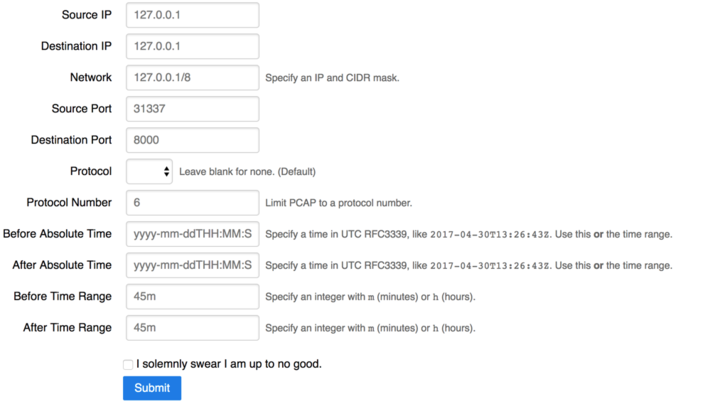 Source IP 127.0.0.1
Destination IP 127.0.0.1
Network 127.0.0.1/8 Specify an IP and CIDR mask.
Source Port 31337
Destination Port 8000
Protocol Leave blank for none. (Default)
Protocol Number 6 Limit PCAP to a protocol number.
Before Absolute Time yyyy-mm-ddTHH:MM:S Specify a time in UTC RFC3339, like 2017-04-30T13:26:43Z. Use this or the time range.
After Absolute Time yyyy-mm-ddTHH:MM:S Specify a time in UTC RFC3339, like 2017-04-30T13:26:43Z. Use this or the time range.
Before Time Range 45m Specify an integer with m (minutes) or h (hours).
After Time Range 45m Specify an integer with m (minutes) or h (hours).
I solemnly swear I am up to no good.
Submit